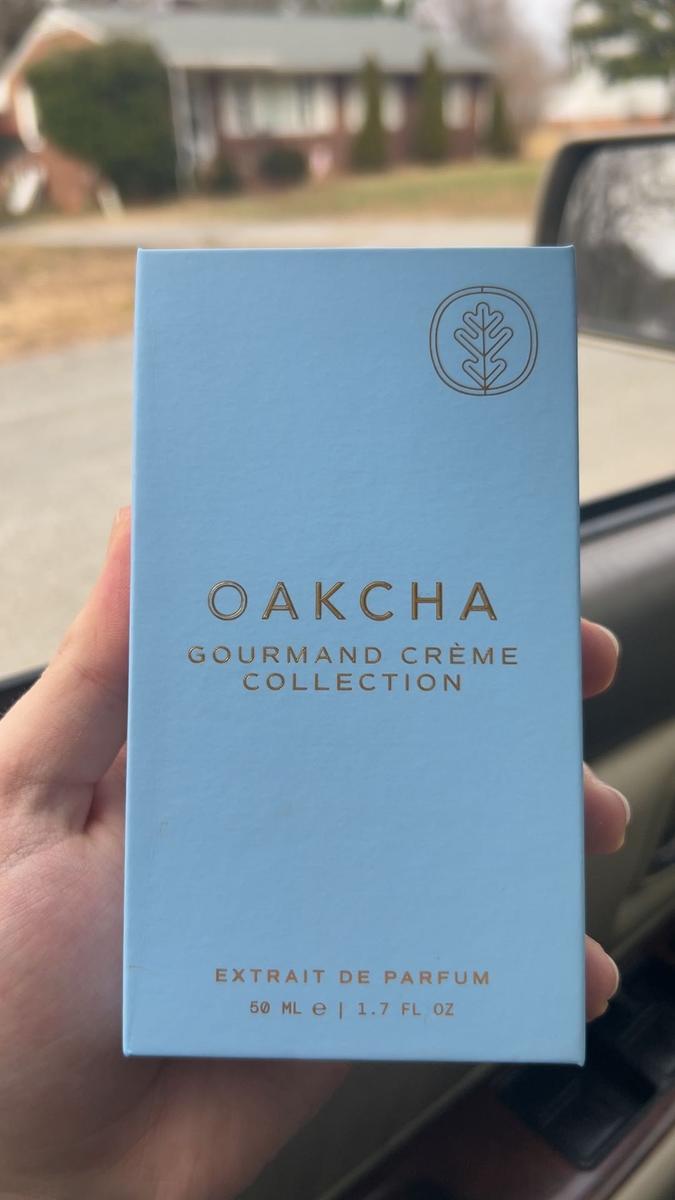 OAKCHA
GOURMAND CRÈME
COLLECTION
EXTRAIT DE PARFUM
50 ML ℮ | 1.7 FL OZ